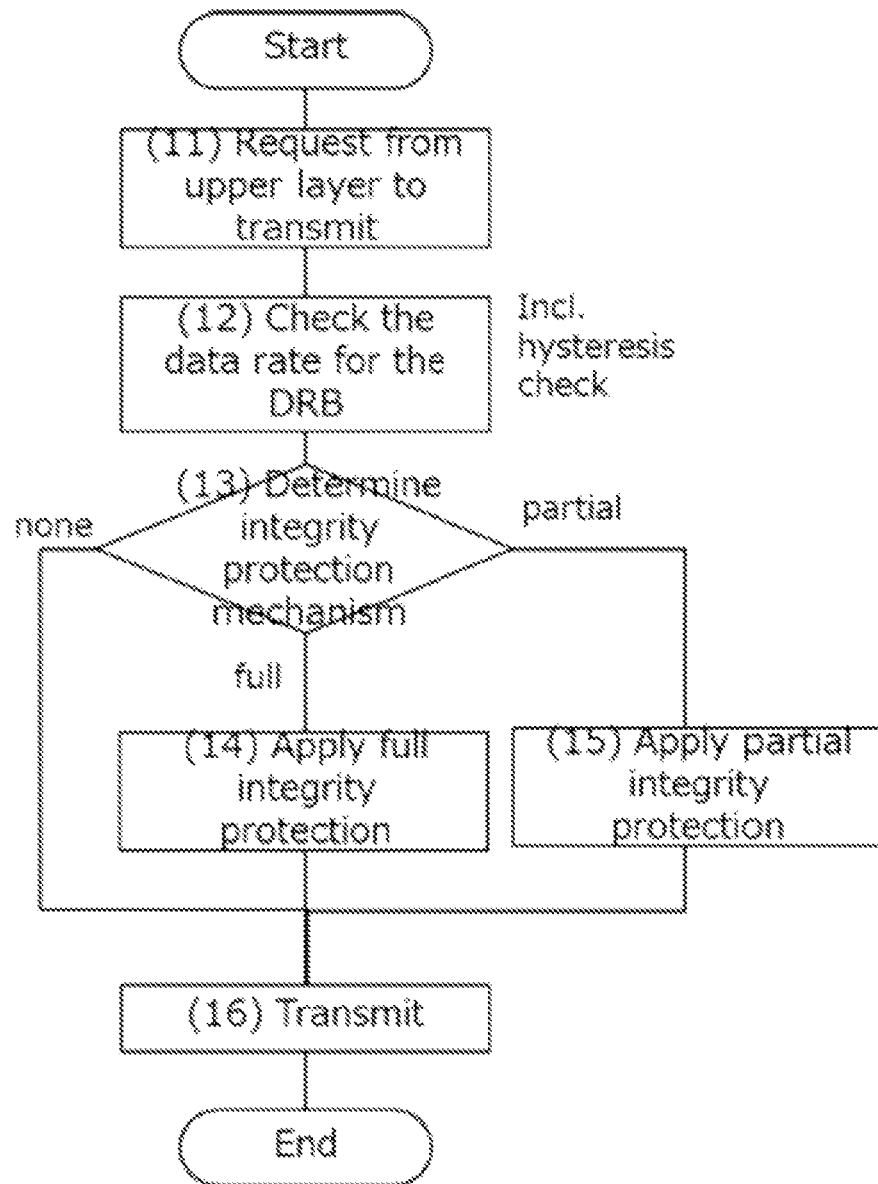 Start
(11) Request from
upper layer to
transmit
(12) Check the
data rate for the
DRB
Incl.
hysteresis
check
(13) Determine
integrity
protection
mechanism
none
partial
full
(14) Apply full
integrity
protection
(15) Apply partial
integrity
protection
(16) Transmit
End